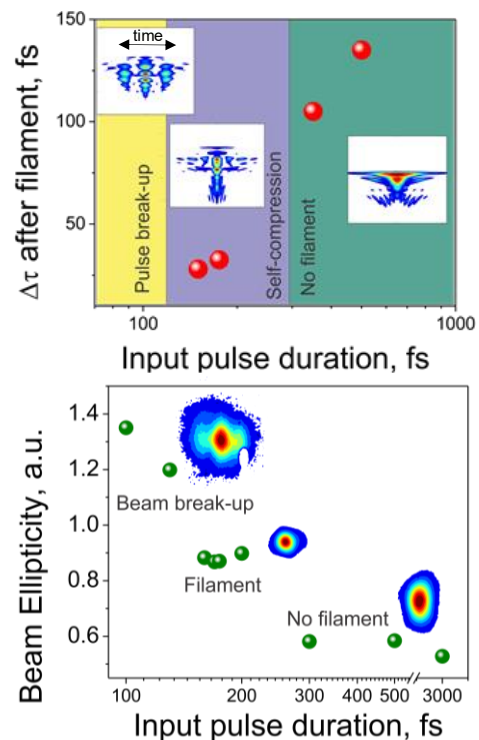 150
100
50
Δτ after filament, fs
time
Pulse break-up
Self-compression
No filament
100
1000
Input pulse duration, fs
1.4
1.2
1.0
0.8
0.6
Beam Ellipticity, a.u.
Beam break-up
Filament
No filament
100 200 300 400 500 3000
Input pulse duration, fs